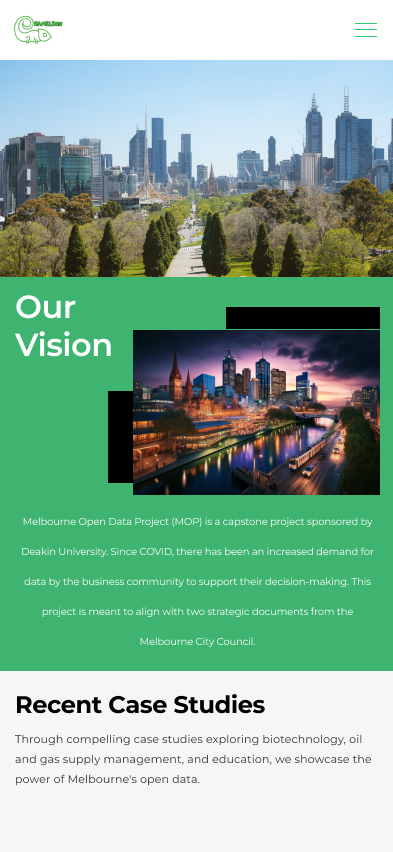 HAMELEON
Our
Vision
Melbourne Open Data Project (MOP) is a capstone project sponsored by
Deakin University. Since COVID, there has been an increased demand for
data by the business community to support their decision-making. This
project is meant to align with two strategic documents from the
Melbourne City Council.
Recent Case Studies
Through compelling case studies exploring biotechnology, oil
and gas supply management, and education, we showcase the
power of Melbourne's open data.